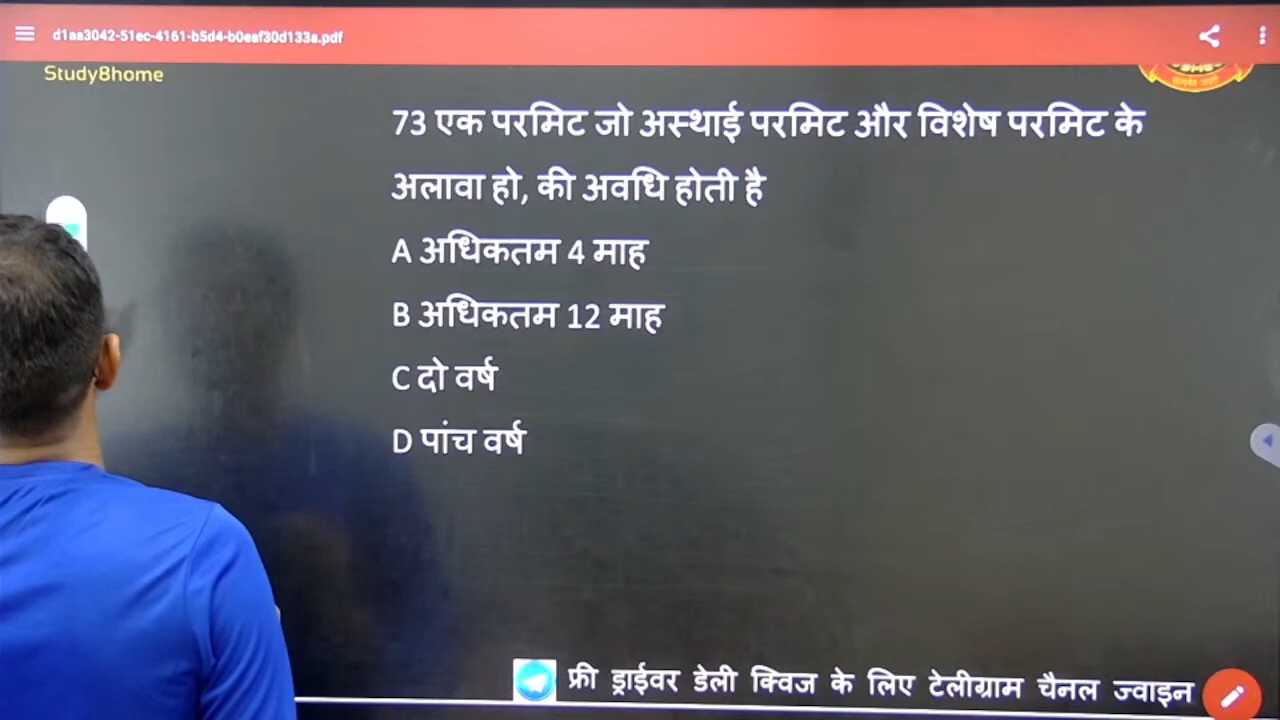 d1aa3042-51ec-4161-b5d4-b0eaf30d133a.pdf
Study8home
73 एक परमिट जो अस्थाई परमिट और विशेष परमिट के
अलावा हो, की अवधि होती है
A अधिकतम 4 माह
B अधिकतम 12 माह
C दो वर्ष
D पांच वर्ष
फ्री ड्राईवर डेली क्विज के लिए टेलीग्राम चैनल ज्वाइन